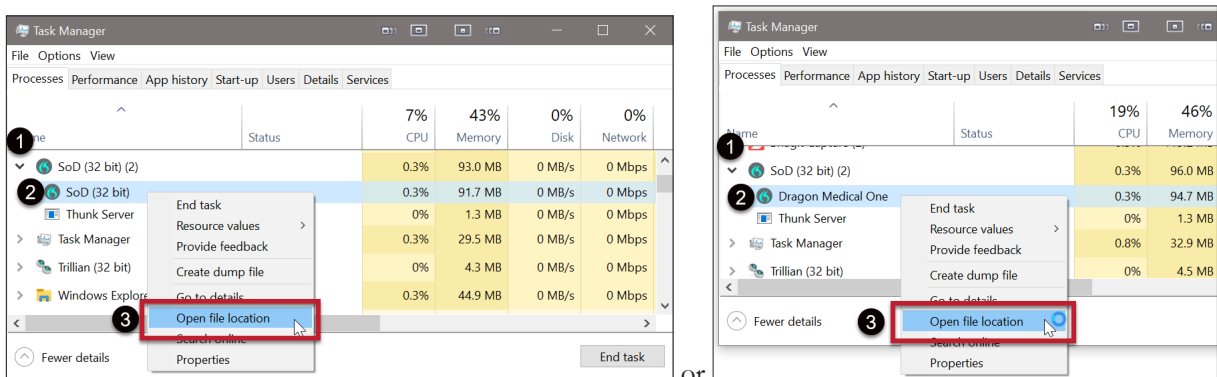 Task Manager
File Options View
Processes Performance App history Start-up Users Details Services
7% 43% 0% 0%
Status CPU Memory Disk Network
1
SoD (32 bit) (2) 0.3% 93.0 MB 0 MB/s 0 Mbps
2 SoD (32 bit) 0.3% 91.7 MB 0 MB/s 0 Mbps
Thunk Server 0% 1.3 MB 0 MB/s 0 Mbps
Task Manager 0.3% 29.5 MB 0 MB/s 0 Mbps
Trillian (32 bit) 0% 4.3 MB 0 MB/s 0 Mbps
Windows Explore 0.3% 44.9 MB 0 MB/s 0 Mbps
End task
Resource values
Provide feedback
Create dump file
Go to details
3 Open file location
Search online
Properties
Fewer details End task
or
Task Manager
File Options View
Processes Performance App history Start-up Users Details Services
19% 46%
Name Status CPU Memory
1
SoD (32 bit) (2) 0.3% 96.0 MB
2 Dragon Medical One 0.3% 94.7 MB
Thunk Server 0% 1.3 MB
Task Manager 0.8% 32.9 MB
Trillian (32 bit) 0% 4.5 MB
End task
Resource values
Provide feedback
Create dump file
Go to details
3 Open file location
Search online
Properties
Fewer details